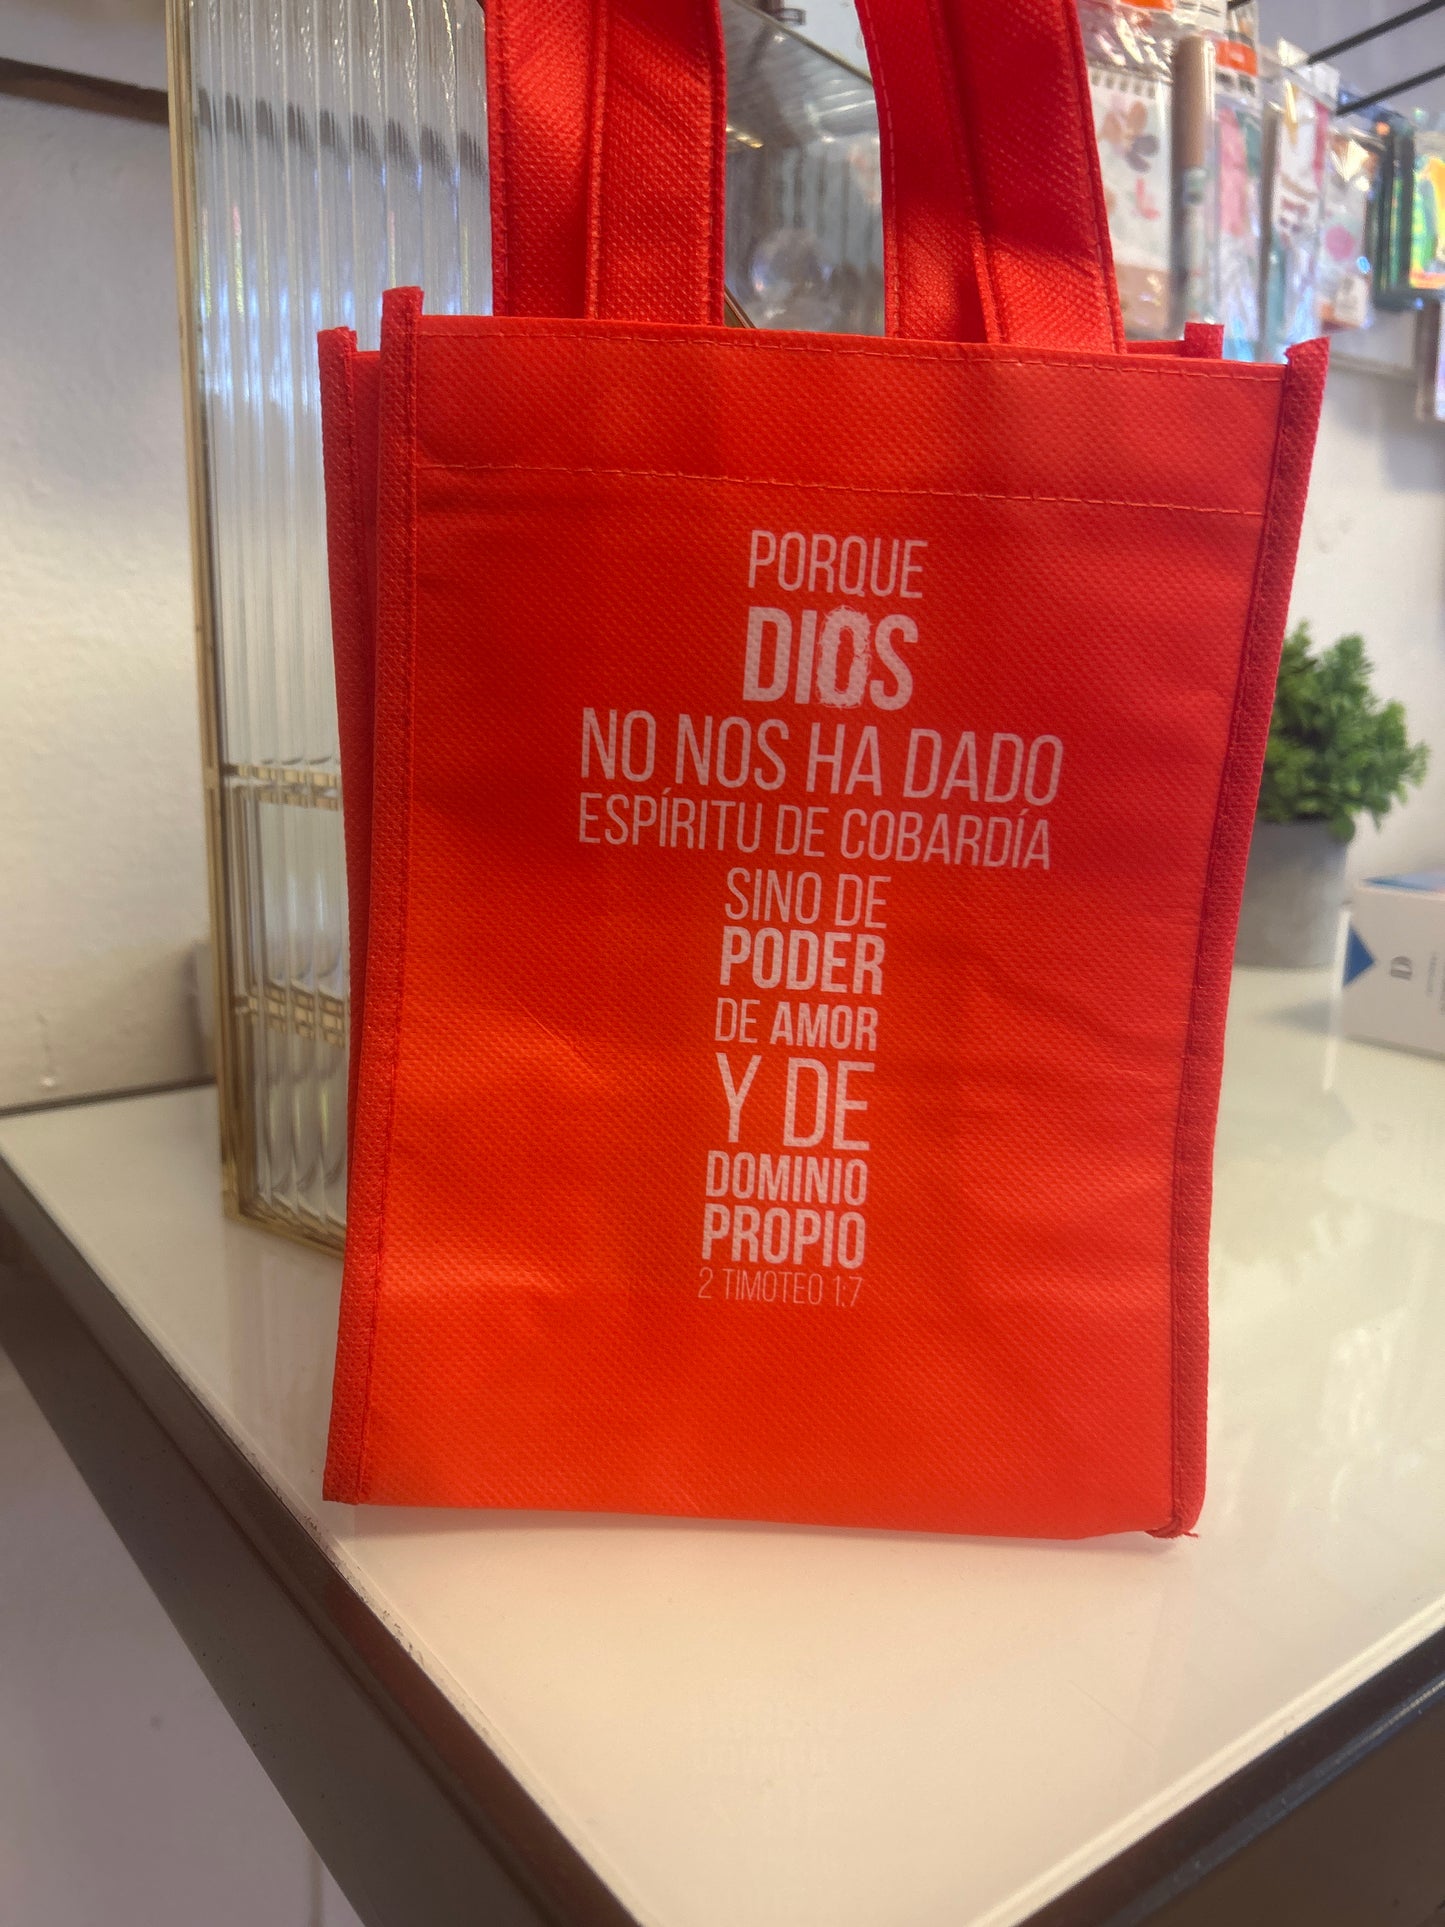 PORQUE
DIOS
NO NOS HA DADO
ESPÍRITU DE COBARDÍA
SINO DE
PODER
DE AMOR
Y DE
DOMINIO
PROPIO
2 TIMOTEO 1:7